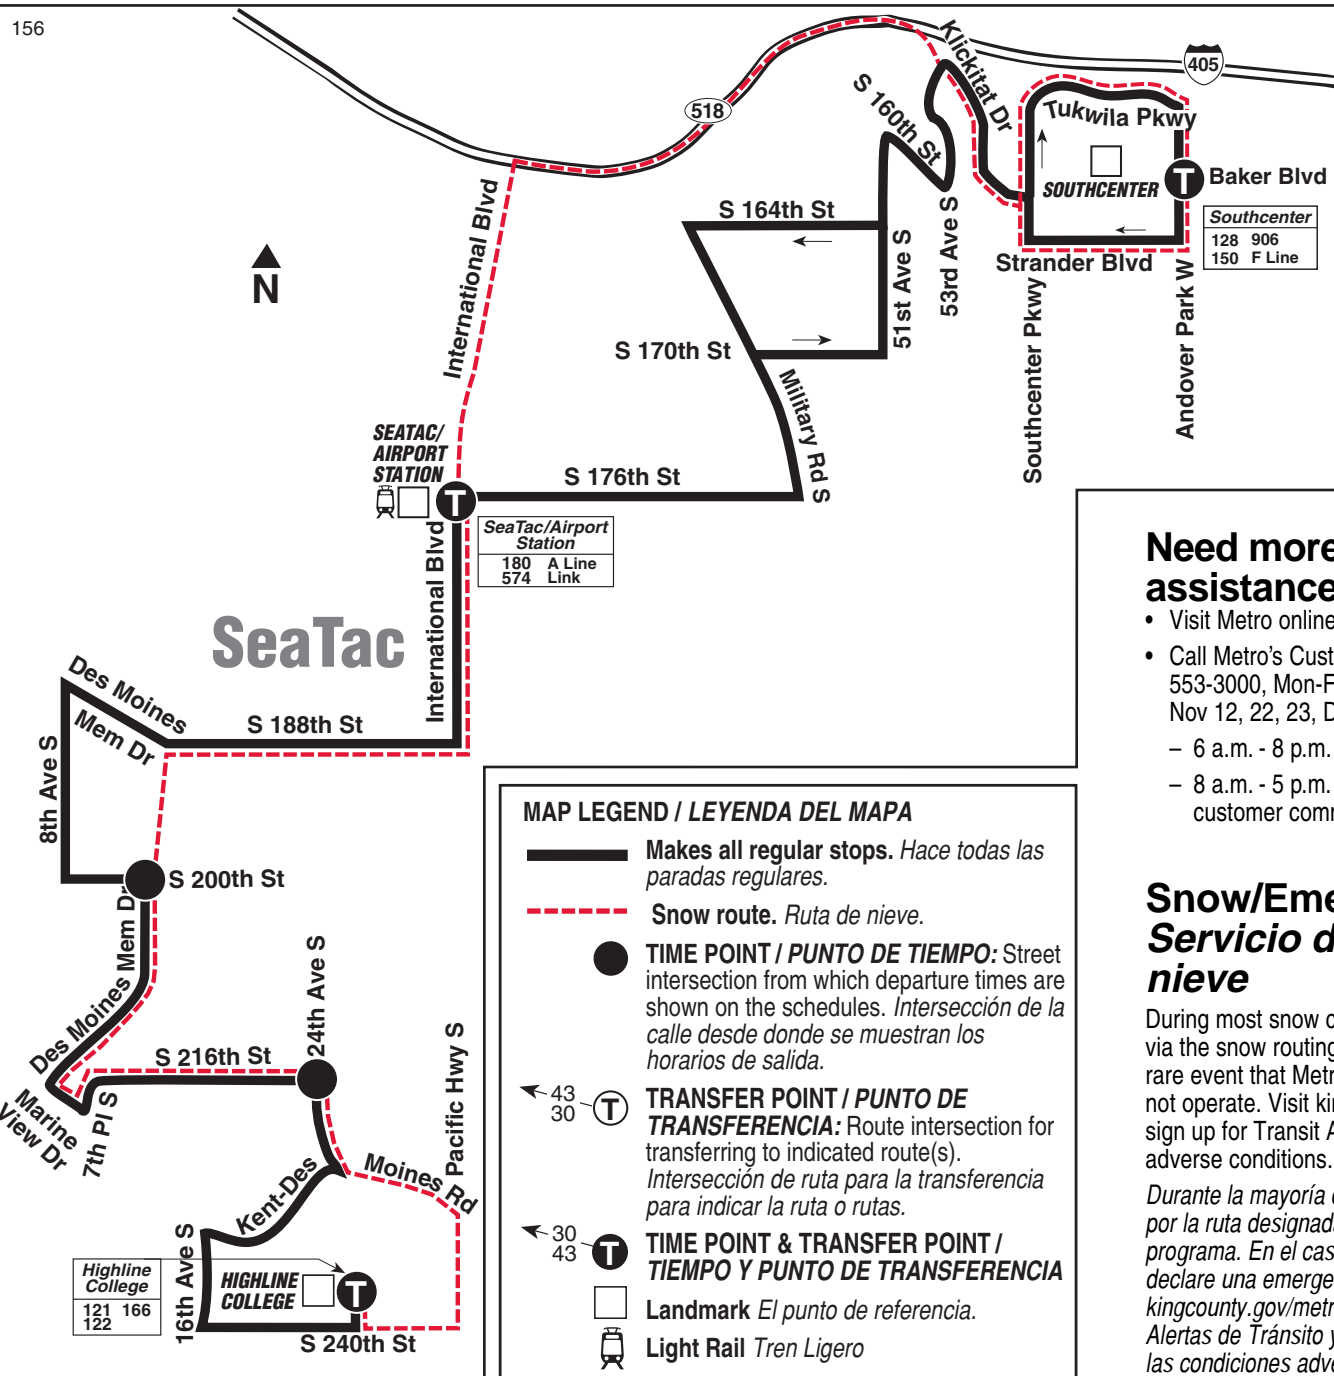 156
Klickitat Dr
405
518
S 160th St
Tukwila Pkwy
SOUTHCENTER
T
Baker Blvd
Southcenter
128 906
150 F Line
International Blvd
S 164th St
51st Ave S
53rd Ave S
Strander Blvd
Southcenter Pkwy
Andover Park W
N
S 170th St
Military Rd S
SEATAC/
AIRPORT
STATION
T
S 176th St
SeaTac/Airport
Station
180 A Line
574 Link
International Blvd
SeaTac
Des Moines
Mem Dr
S 188th St
8th Ave S
S 200th St
Des Moines Mem Dr
24th Ave S
S 216th St
Marine
View Dr
7th Pl S
Pacific Hwy S
Kent-Des
Moines Rd
16th Ave S
Highline
College
121 166
122
HIGHLINE
COLLEGE
T
S 240th St
MAP LEGEND / LEYENDA DEL MAPA
Makes all regular stops. Hace todas las
paradas regulares.
Snow route. Ruta de nieve.
TIME POINT / PUNTO DE TIEMPO: Street
intersection from which departure times are
shown on the schedules. Intersección de la
calle desde donde se muestran los
horarios de salida.
43
30
T
TRANSFER POINT / PUNTO DE
TRANSFERENCIA: Route intersection for
transferring to indicated route(s).
Intersección de ruta para la transferencia
para indicar la ruta o rutas.
30
43
T
TIME POINT & TRANSFER POINT /
TIEMPO Y PUNTO DE TRANSFERENCIA
Landmark El punto de referencia.
Light Rail Tren Ligero
Need more
assistance
• Visit Metro online
• Call Metro's Cust
553-3000, Mon-F
Nov 12, 22, 23, D
– 6 a.m. - 8 p.m.
– 8 a.m. - 5 p.m.
customer comm
Snow/Eme
Servicio d
nieve
During most snow c
via the snow routing
rare event that Metr
not operate. Visit kin
sign up for Transit A
adverse conditions.
Durante la mayoría d
por la ruta designada
programa. En el cas
declare una emerge
kingcounty.gov/metr
Alertas de Tránsito y
las condiciones adve